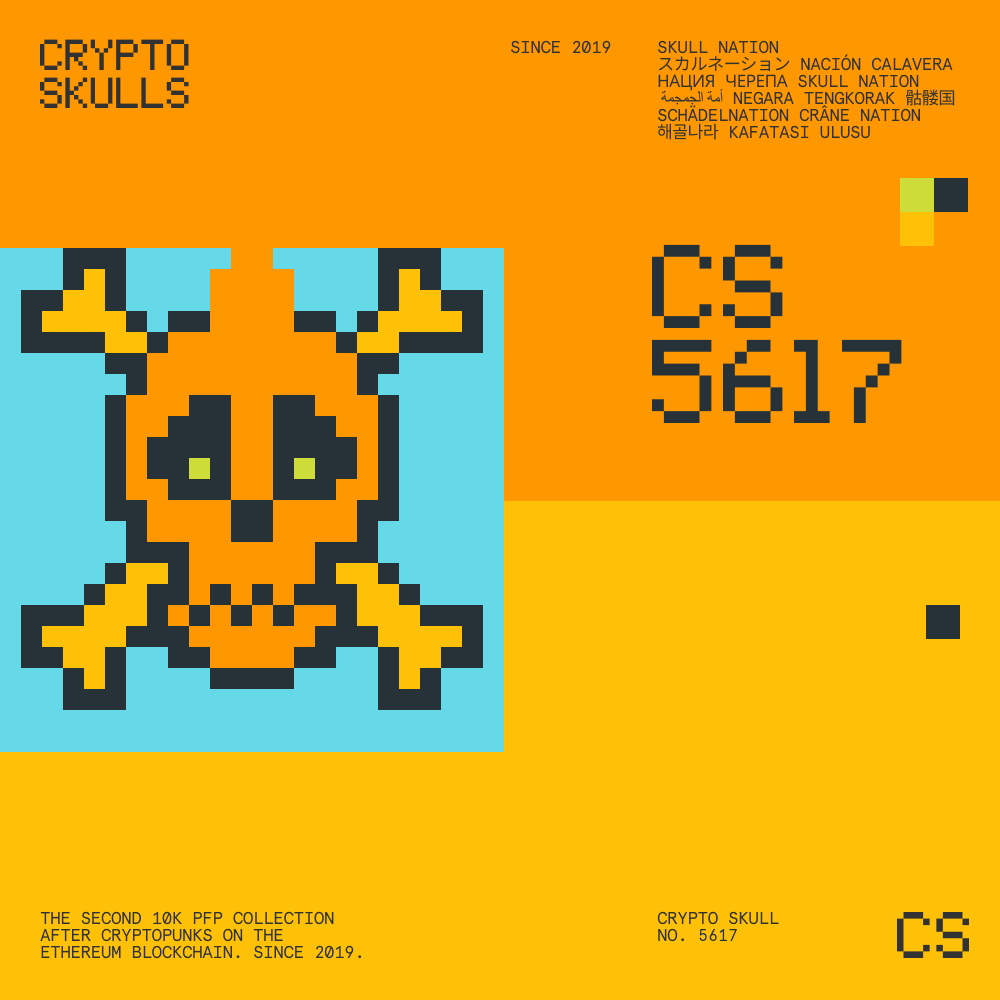 CRYPTO
SKULLS
SINCE 2019
SKULL NATION
スカルネーション NACIÓN CALAVERA
НАЦИЯ ЧЕРЕПА SKULL NATION
أمة الجمجمة NEGARA TENGKORAK 骷髅国
SCHÄDELNATION CRÂNE NATION
해골나라 KAFATASI ULUSU
CS
5617
THE SECOND 10K PFP COLLECTION
AFTER CRYPTOPUNKS ON THE
ETHEREUM BLOCKCHAIN. SINCE 2019.
CRYPTO SKULL
NO. 5617
CS